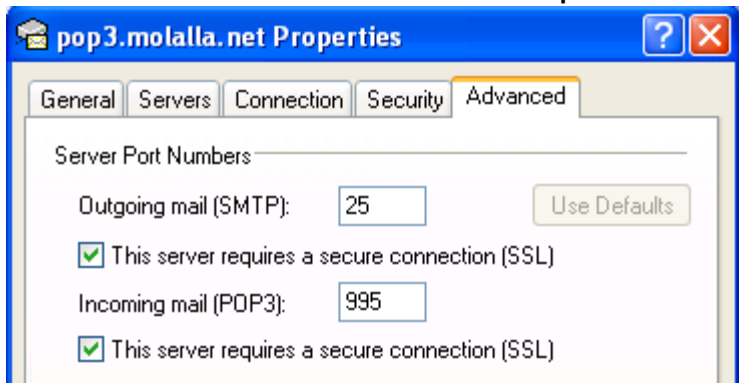 pop3.molalla.net Properties
General Servers Connection Security Advanced
Server Port Numbers
Outgoing mail (SMTP): 25 Use Defaults
This server requires a secure connection (SSL)
Incoming mail (POP3): 995
This server requires a secure connection (SSL)